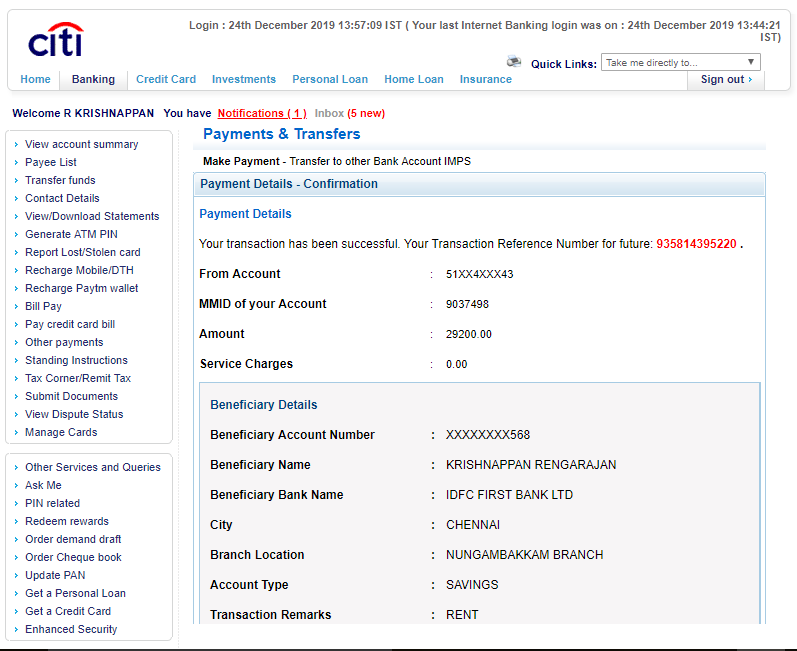 citi
Login : 24th December 2019 13:57:09 IST ( Your last Internet Banking login was on : 24th December 2019 13:44:21
IST)
Quick Links: Take me directly to...
Home Banking Credit Card Investments Personal Loan Home Loan Insurance Sign out ›
Welcome R KRISHNAPPAN You have Notifications ( 1 ) Inbox (5 new)
› View account summary
› Payee List
› Transfer funds
› Contact Details
› View/Download Statements
› Generate ATM PIN
› Report Lost/Stolen card
› Recharge Mobile/DTH
› Recharge Paytm wallet
› Bill Pay
› Pay credit card bill
› Other payments
› Standing Instructions
› Tax Corner/Remit Tax
› Submit Documents
› View Dispute Status
› Manage Cards
› Other Services and Queries
› Ask Me
› PIN related
› Redeem rewards
› Order demand draft
› Order Cheque book
› Update PAN
› Get a Personal Loan
› Get a Credit Card
› Enhanced Security
Payments & Transfers
Make Payment - Transfer to other Bank Account IMPS
Payment Details - Confirmation
Payment Details
Your transaction has been successful. Your Transaction Reference Number for future: 935814395220 .
From Account : 51XX4XXX43
MMID of your Account : 9037498
Amount : 29200.00
Service Charges : 0.00
Beneficiary Details
Beneficiary Account Number : XXXXXXXX568
Beneficiary Name : KRISHNAPPAN RENGARAJAN
Beneficiary Bank Name : IDFC FIRST BANK LTD
City : CHENNAI
Branch Location : NUNGAMBAKKAM BRANCH
Account Type : SAVINGS
Transaction Remarks : RENT